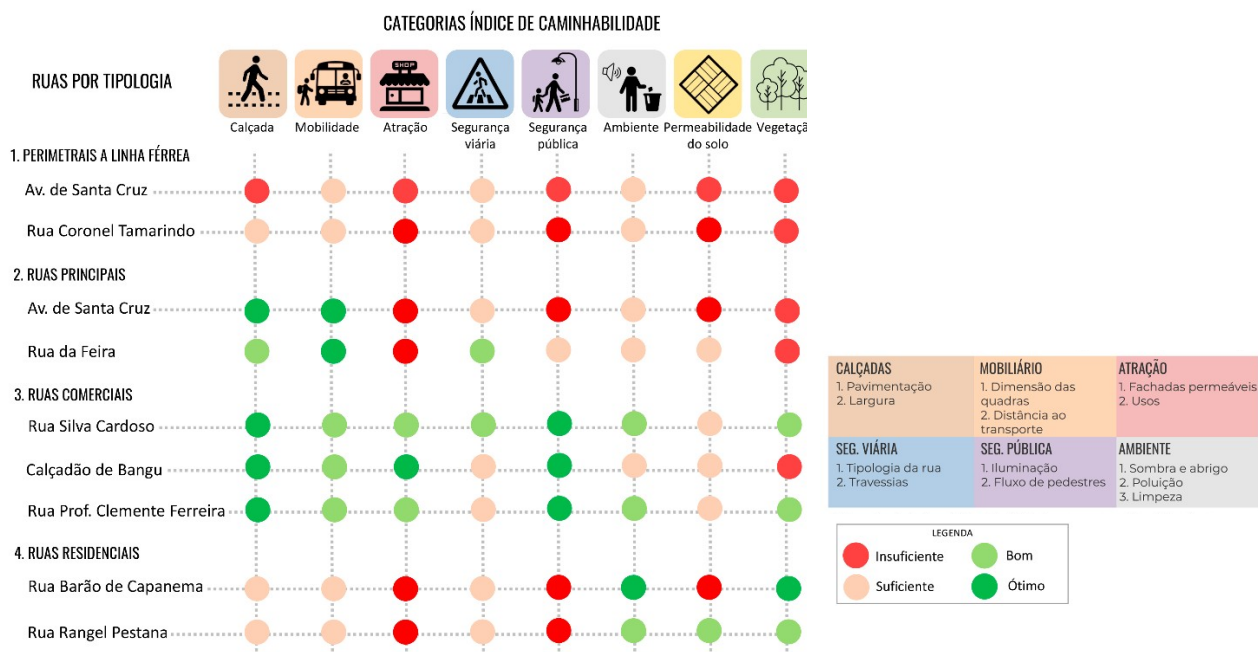 CATEGORIAS ÍNDICE DE CAMINHABILIDADE
RUAS POR TIPOLOGIA
SHOP
Calçada
Mobilidade
Atração
Segurança
viária
Segurança
pública
Ambiente
Permeabilidade
do solo
Vegetaçã
1. PERIMETRAIS A LINHA FÉRREA
Av. de Santa Cruz
Rua Coronel Tamarindo
2. RUAS PRINCIPAIS
Av. de Santa Cruz
Rua da Feira
3. RUAS COMERCIAIS
Rua Silva Cardoso
Calçadão de Bangu
Rua Prof. Clemente Ferreira
4. RUAS RESIDENCIAIS
Rua Barão de Capanema
Rua Rangel Pestana
CALÇADAS
1. Pavimentação
2. Largura
MOBILIÁRIO
1. Dimensão das
quadras
2. Distância ao
transporte
ATRAÇÃO
1. Fachadas permeáveis
2. Usos
SEG. VIÁRIA
1. Tipologia da rua
2. Travessias
SEG. PÚBLICA
1. Iluminação
2. Fluxo de pedestres
AMBIENTE
1. Sombra e abrigo
2. Poluição
3. Limpeza
LEGENDA
Insuficiente
Bom
Suficiente
Ótimo